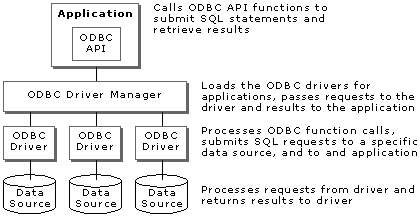 Application
ODBC
API
Calls ODBC API functions to
submit SQL statements and
retrieve results
ODBC Driver Manager
Loads the ODBC drivers for
applications, passes requests to the
driver and results to the application
ODBC
Driver
ODBC
Driver
ODBC
Driver
Processes ODBC function calls,
submits SQL requests to a specific
data source, and to and application
Data
Source
Data
Source
Data
Source
Processes requests from driver and
returns results to driver